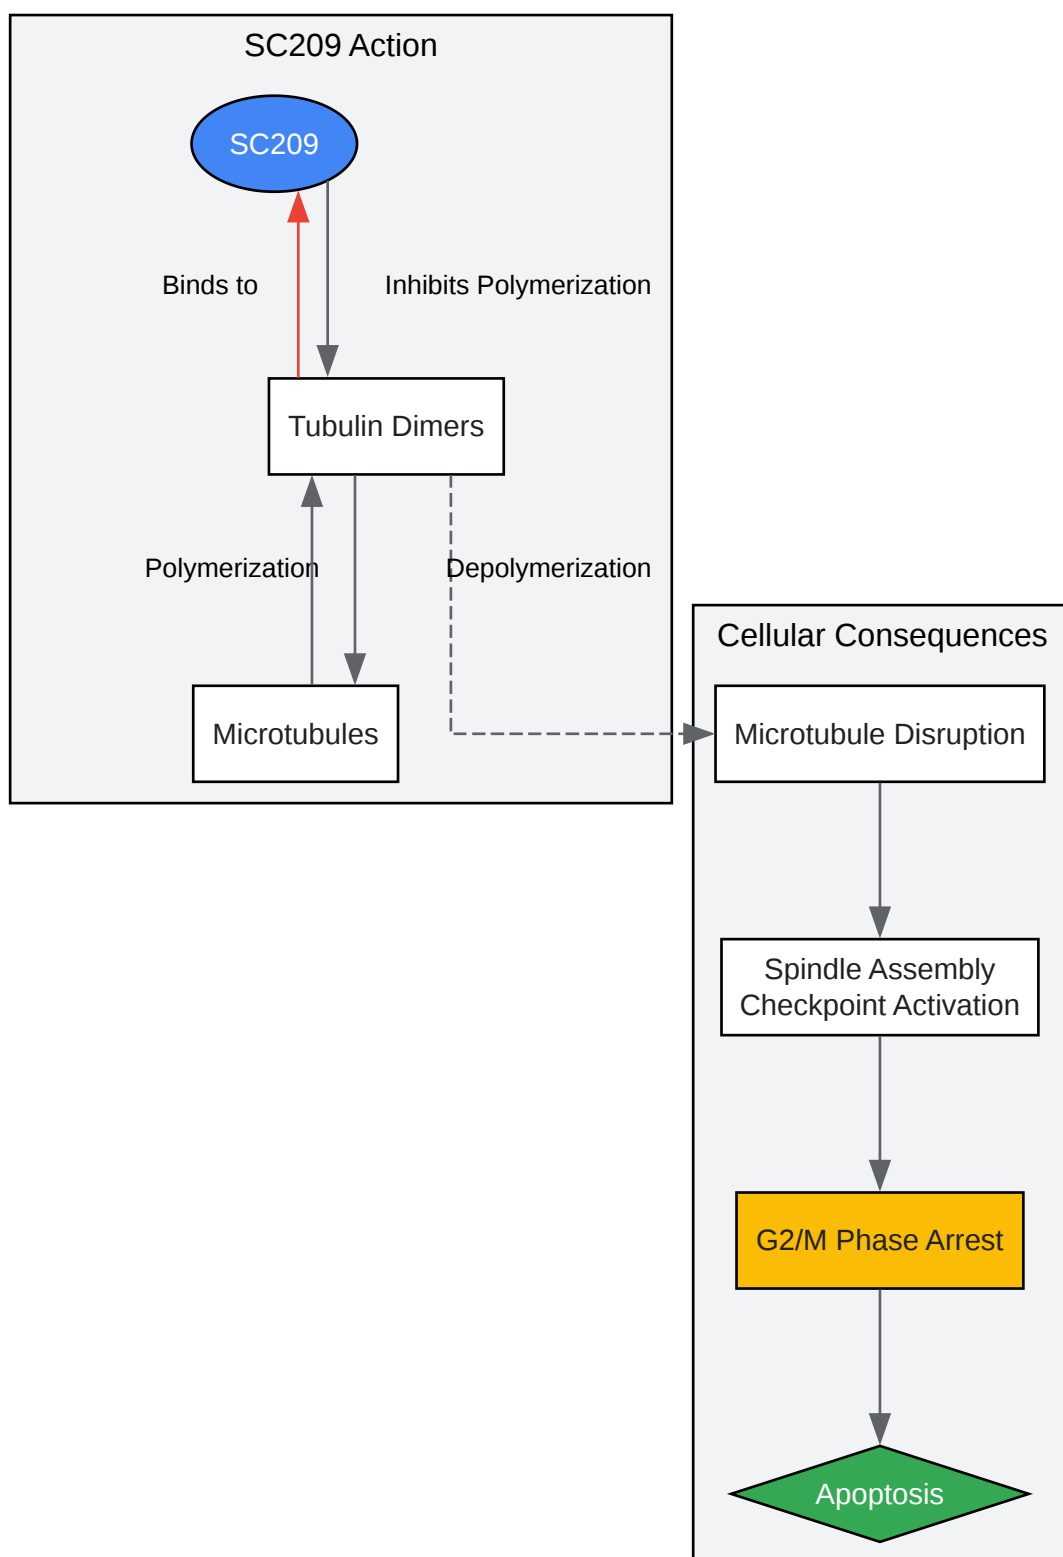 SC209 Action
SC209
Binds to
Inhibits Polymerization
Tubulin Dimers
Polymerization
Depolymerization
Microtubules
Cellular Consequences
Microtubule Disruption
Spindle Assembly
Checkpoint Activation
G2/M Phase Arrest
Apoptosis